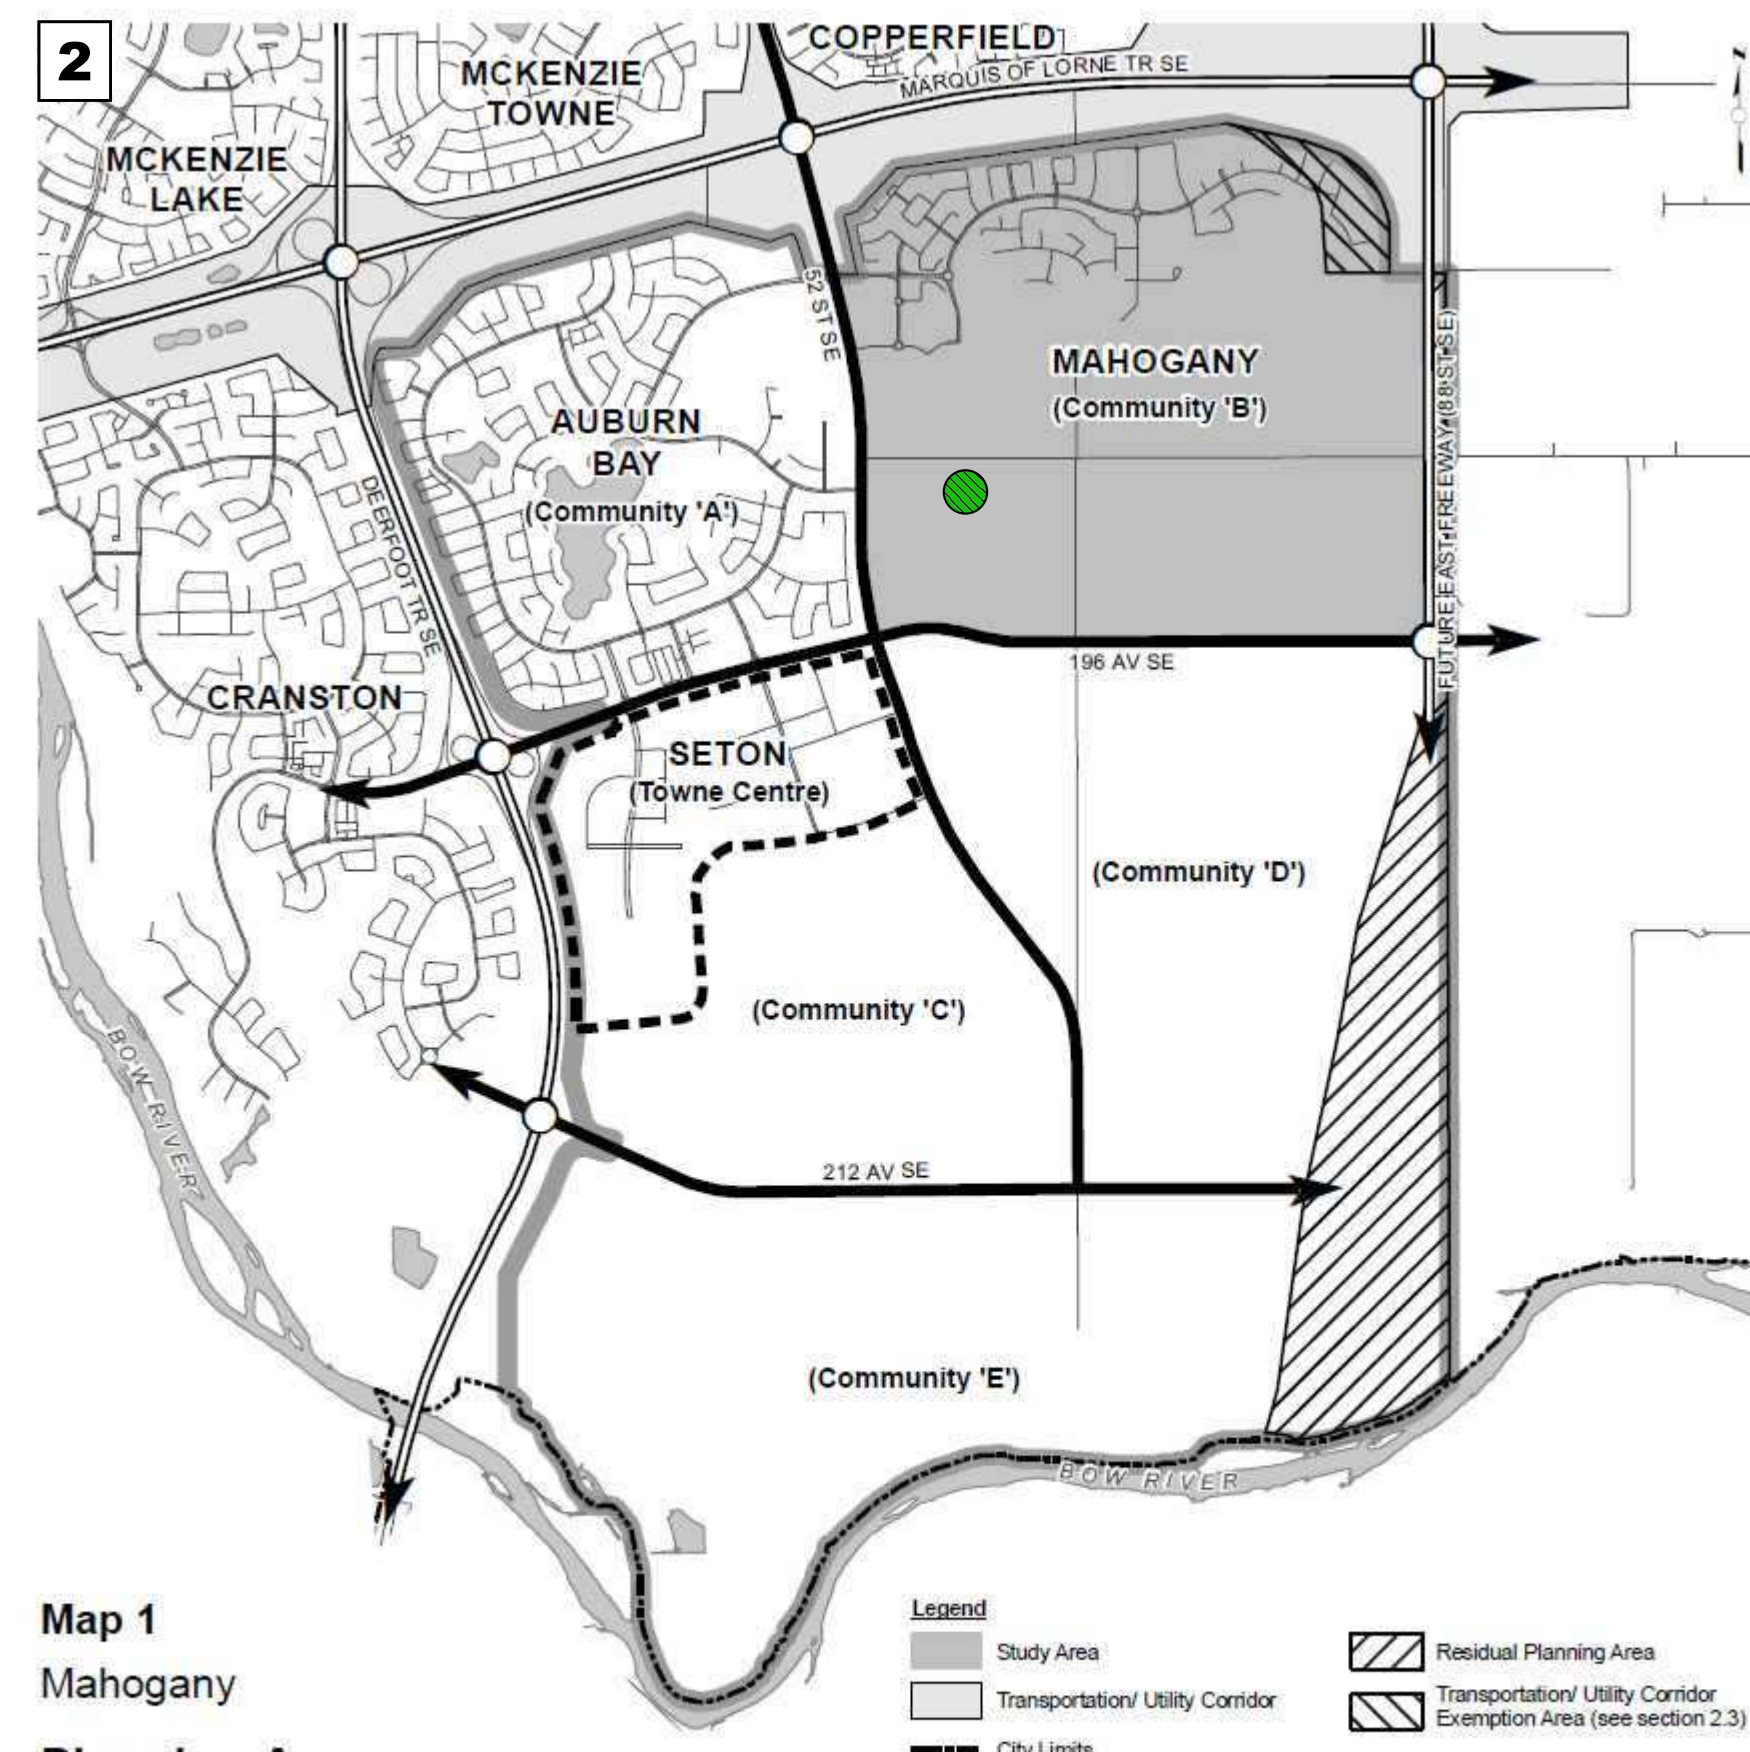 2
COPPERFIELD
MARQUIS OF LORNE TR SE
MCKENZIE
TOWNE
MCKENZIE
LAKE
52 ST SE
MAHOGANY
(Community 'B')
AUBURN
BAY
(Community 'A')
FUTURE EAST FREEWAY (88 ST SE)
DEERFOOT TR SE
196 AV SE
CRANSTON
SETON
(Towne Centre)
(Community 'D')
(Community 'C')
BOW RIVER
212 AV SE
(Community 'E')
BOW RIVER
Map 1
Mahogany
Legend
Study Area
Residual Planning Area
Transportation/ Utility Corridor
Transportation/ Utility Corridor
Exemption Area (see section 2.3)
City Limits